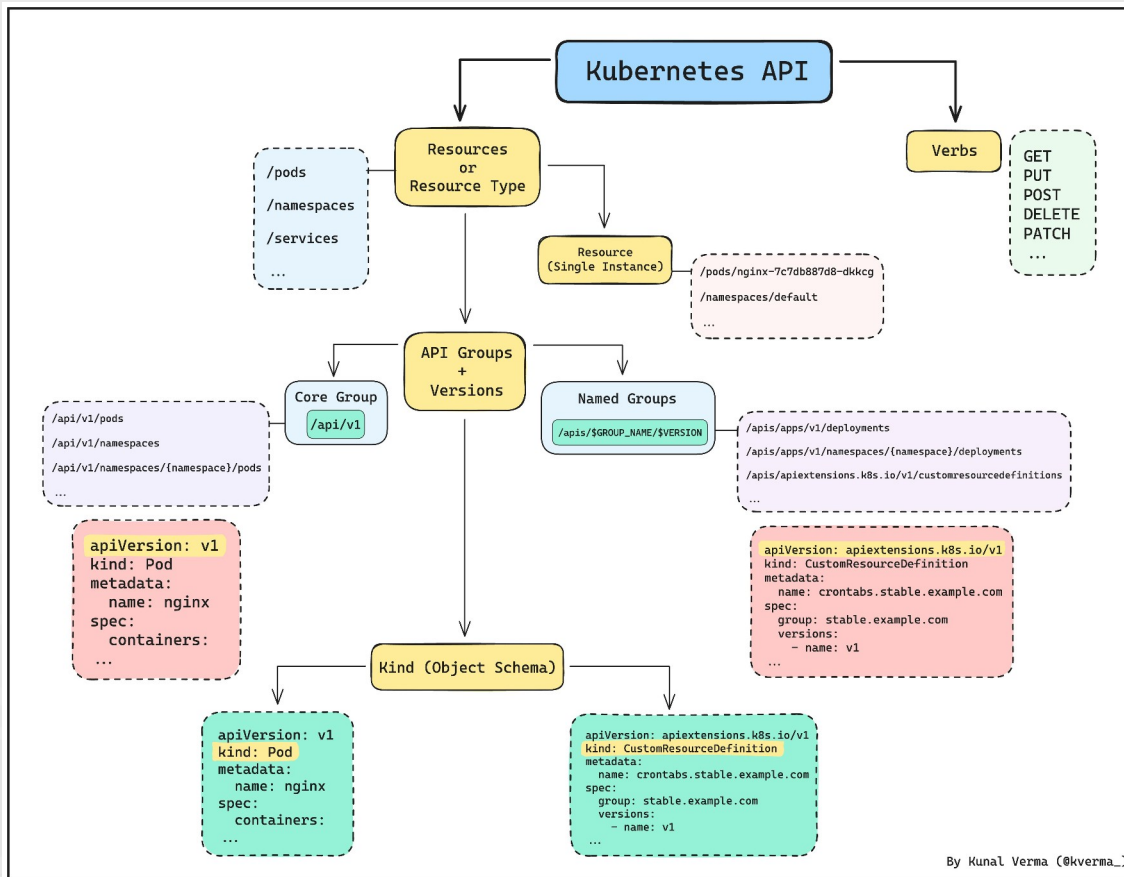 Kubernetes API
Resources
or
Resource Type
/pods
/namespaces
/services
...
Resource
(Single Instance)
/pods/nginx-7c7db887d8-dkkcg
/namespaces/default
...
Verbs
GET
PUT
POST
DELETE
PATCH
...
API Groups
+
Versions
Core Group
/api/v1
/api/v1/pods
/api/v1/namespaces
/api/v1/namespaces/{namespace}/pods
...
Named Groups
/apis/$GROUP_NAME/$VERSION
/apis/apps/v1/deployments
/apis/apps/v1/namespaces/{namespace}/deployments
/apis/apiextensions.k8s.io/v1/customresourcedefinitions
...
apiVersion: v1
kind: Pod
metadata:
  name: nginx
spec:
  containers:
...
apiVersion: apiextensions.k8s.io/v1
kind: CustomResourceDefinition
metadata:
  name: crontabs.stable.example.com
spec:
  group: stable.example.com
  versions:
    - name: v1
...
Kind (Object Schema)
apiVersion: v1
kind: Pod
metadata:
  name: nginx
spec:
  containers:
...
apiVersion: apiextensions.k8s.io/v1
kind: CustomResourceDefinition
metadata:
  name: crontabs.stable.example.com
spec:
  group: stable.example.com
  versions:
    - name: v1
...
By Kunal Verma (@kverma_)